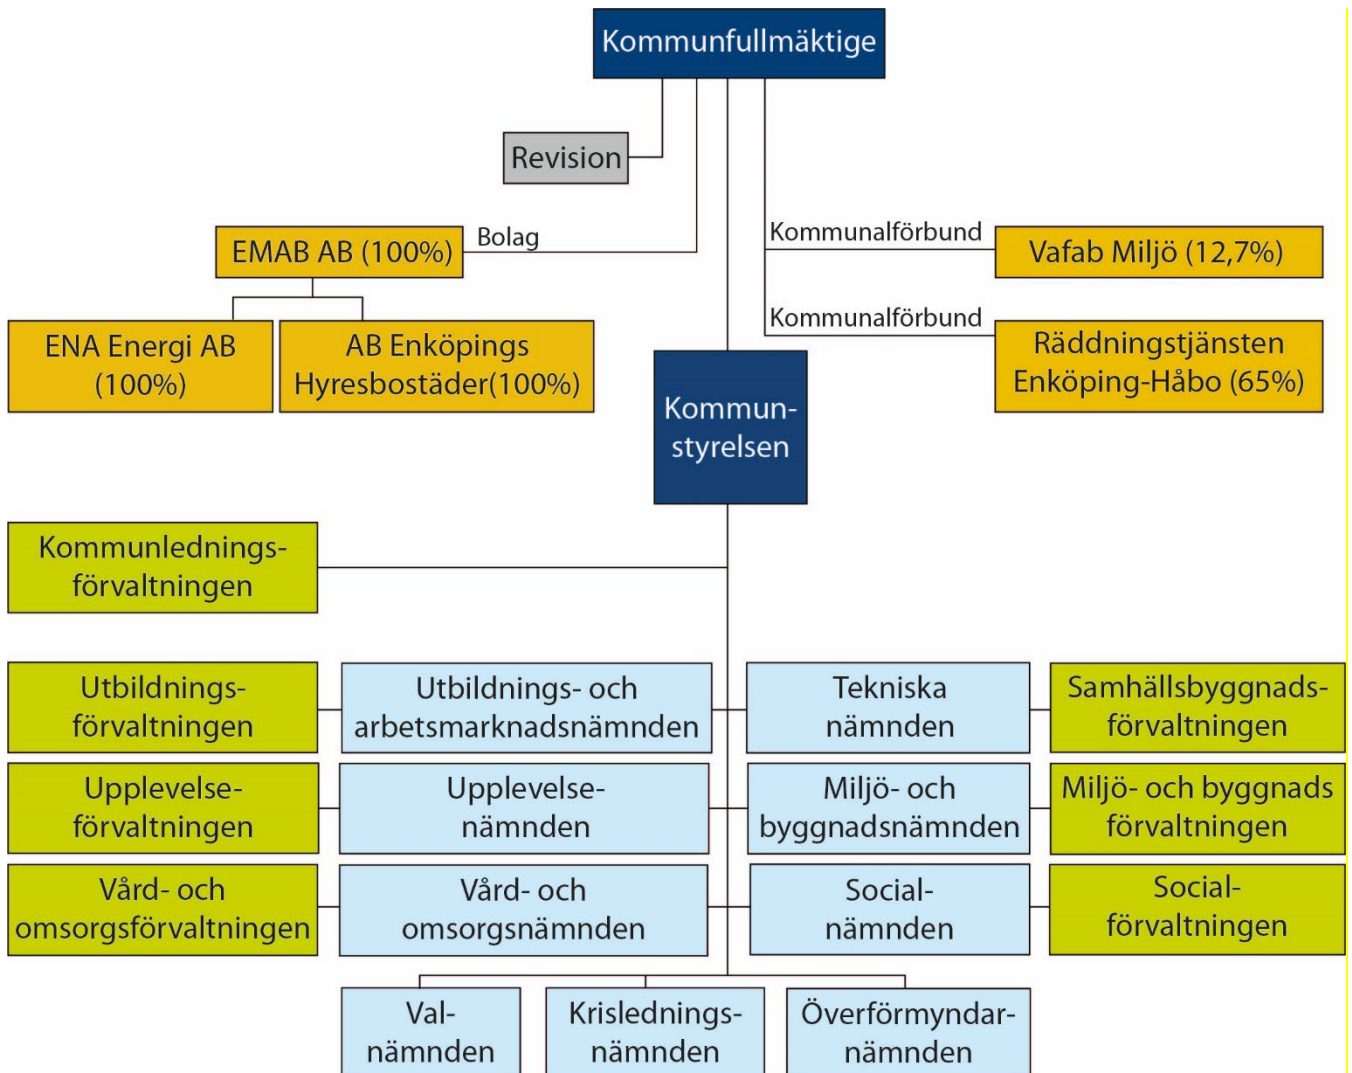 Kommunfullmäktige
Revision
Bolag
EMAB AB (100%)
ENA Energi AB
(100%)
AB Enköpings
Hyresbostäder(100%)
Kommunalförbund
Vafab Miljö (12,7%)
Kommunalförbund
Räddningstjänsten
Enköping-Håbo (65%)
Kommun-
styrelsen
Kommunlednings-
förvaltningen
Utbildnings-
förvaltningen
Utbildnings- och
arbetsmarknadsnämnden
Tekniska
nämnden
Samhällsbyggnads-
förvaltningen
Upplevelse-
förvaltningen
Upplevelse-
nämnden
Miljö- och
byggnadsnämnden
Miljö- och byggnads
förvaltningen
Vård- och
omsorgsförvaltningen
Vård- och
omsorgsnämnden
Social-
nämnden
Social-
förvaltningen
Val-
nämnden
Krislednings-
nämnden
Överförmyndar-
nämnden